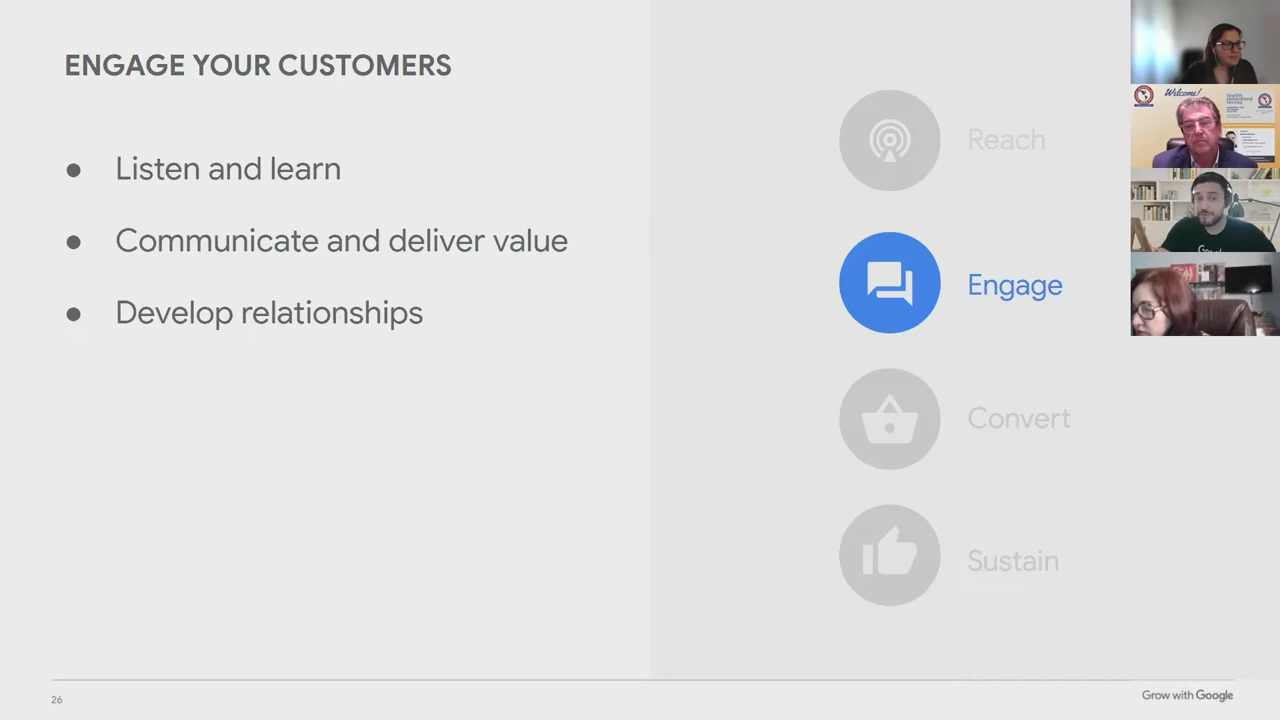 ENGAGE YOUR CUSTOMERS
● Listen and learn
● Communicate and deliver value
● Develop relationships
Reach
Engage
Convert
Sustain
Welcome!
26
Grow with Google